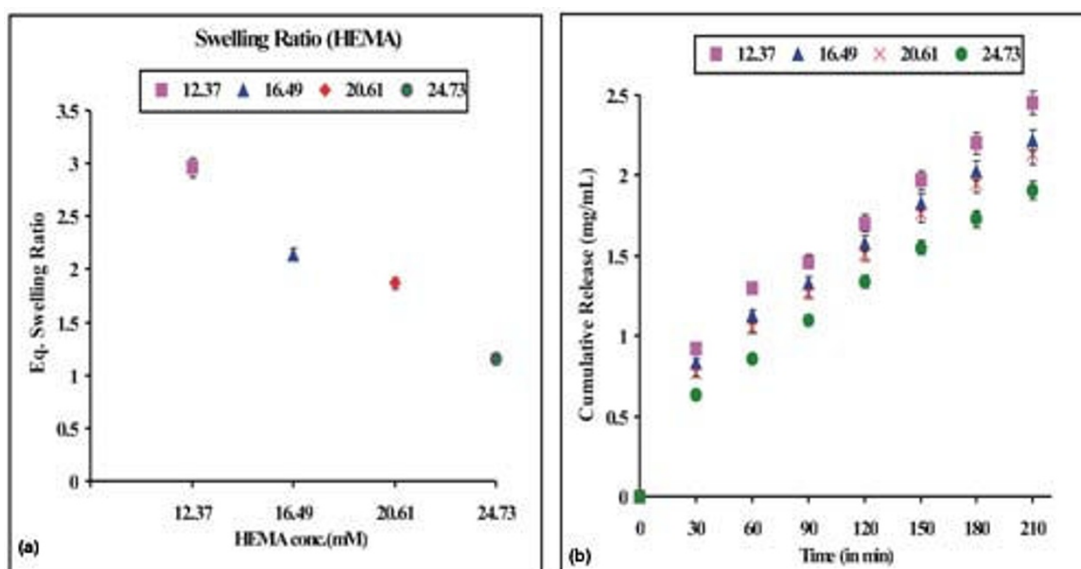 Swelling Ratio (HEMA)
12.37 16.49 20.61 24.73
3.5
3
2.5
2
1.5
1
0.5
0
Eq. Swelling Ratio
12.37 16.49 20.61 24.73
HEMA conc.(mM)
(a)
12.37 16.49 20.61 24.73
2.5
2
1.5
1
0.5
0
Cumulative Release (mg/mL)
0 30 60 90 120 150 180 210
Time (in min)
(b)